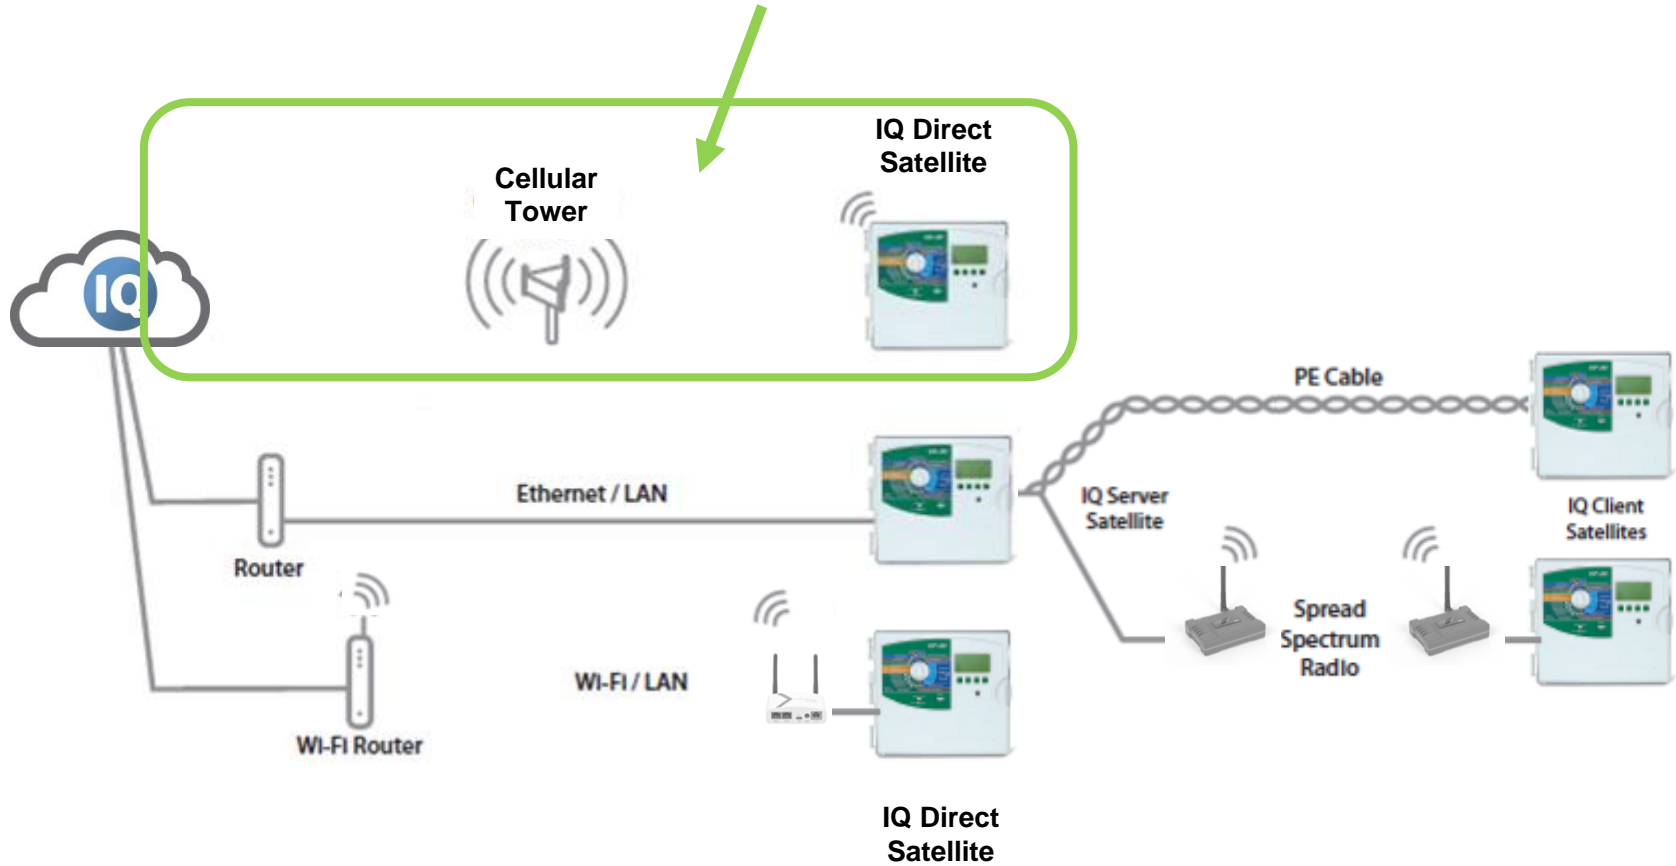 IQ Direct
Satellite
Cellular
Tower
IQ
PE Cable
Ethernet / LAN
IQ Server
Satellite
IQ Client
Satellites
Router
Spread
Spectrum
Radio
Wi-Fi / LAN
Wi-Fi Router
IQ Direct
Satellite